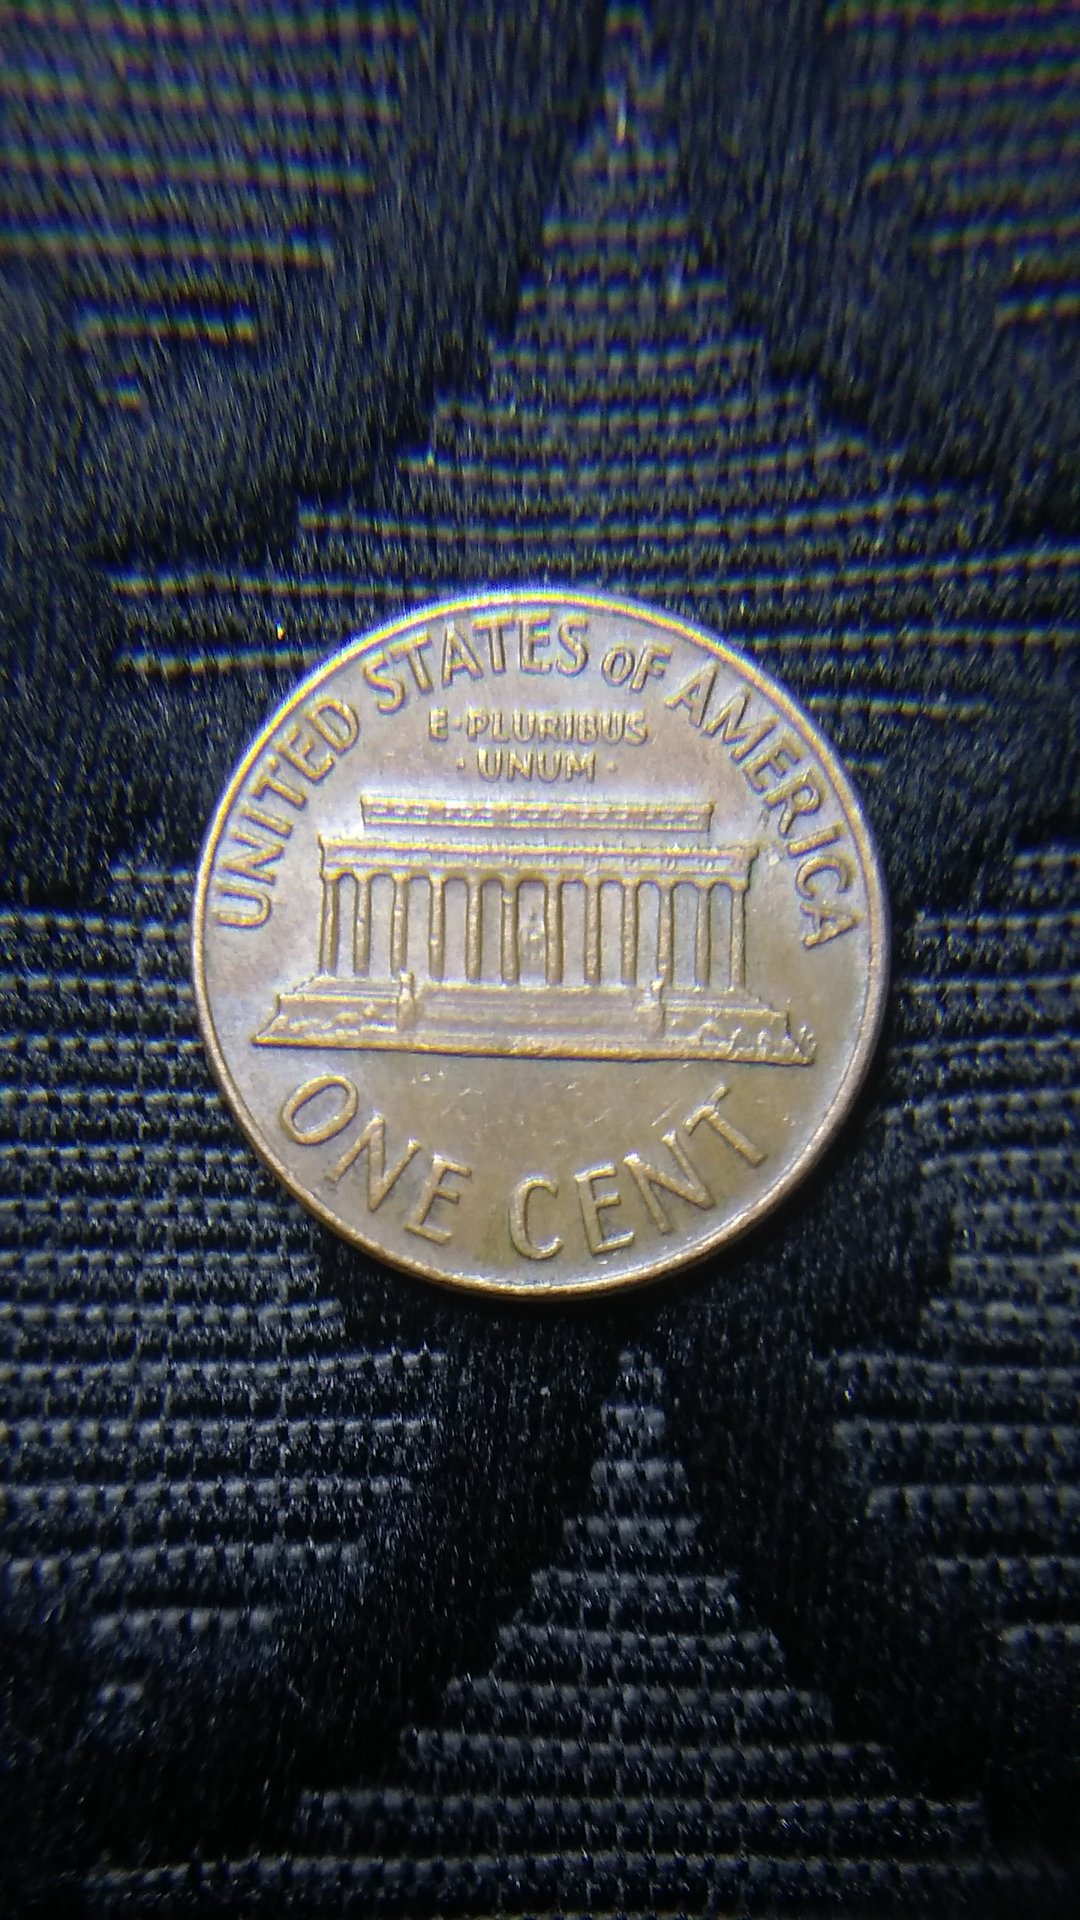 UNITED STATES OF AMERICA
E·PLURIBUS
·UNUM·
ONE CENT